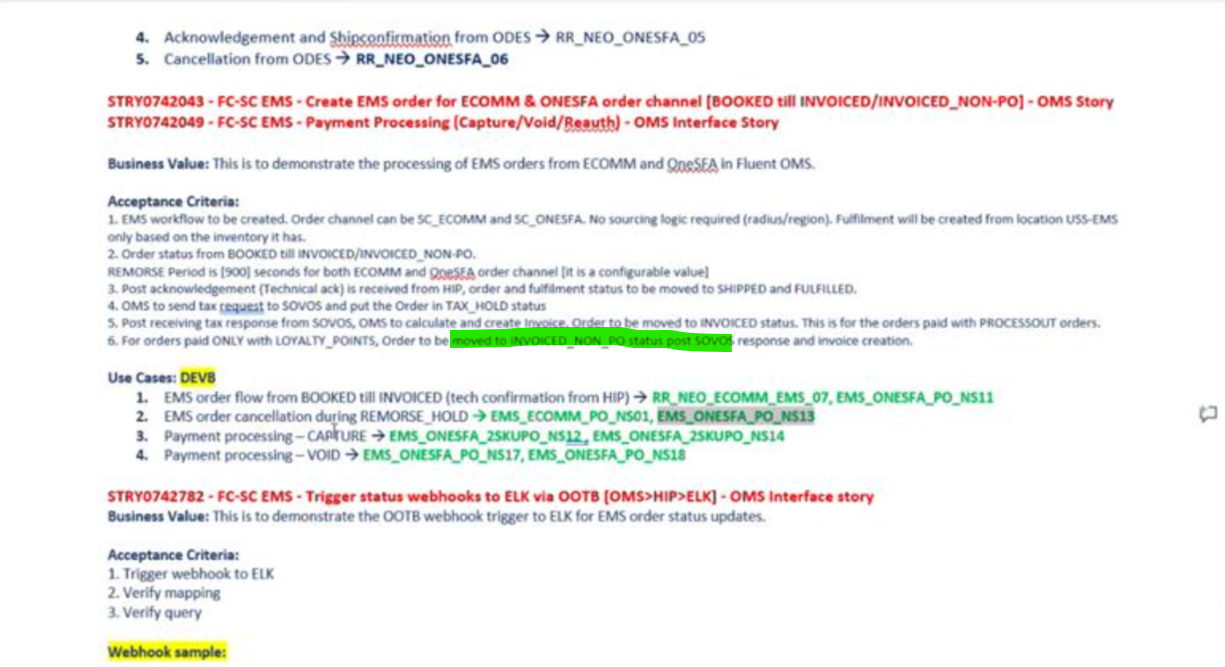 4. Acknowledgement and Shipconfirmation from ODES → RR_NEO_ONESFA_05
5. Cancellation from ODES → RR_NEO_ONESFA_06
STRY0742043 - FC-SC EMS - Create EMS order for ECOMM & ONESFA order channel [BOOKED till INVOICED/INVOICED_NON-PO] - OMS Story
STRY0742049 - FC-SC EMS - Payment Processing (Capture/Void/Reauth) - OMS Interface Story
Business Value: This is to demonstrate the processing of EMS orders from ECOMM and OneSFA in Fluent OMS.
Acceptance Criteria:
1. EMS workflow to be created. Order channel can be SC_ECOMM and SC_ONESFA. No sourcing logic required (radius/region). Fulfilment will be created from location USS-EMS
only based on the inventory it has.
2. Order status from BOOKED till INVOICED/INVOICED_NON-PO.
REMORSE Period is [900] seconds for both ECOMM and OneSFA order channel [it is a configurable value]
3. Post acknowledgement (Technical ack) is received from HIP, order and fulfilment status to be moved to SHIPPED and FULFILLED.
4. OMS to send tax request to SOVOS and put the Order in TAX_HOLD status
5. Post receiving tax response from SOVOS, OMS to calculate and create Invoice. Order to be moved to INVOICED status. This is for the orders paid with PROCESSOUT orders.
6. For orders paid ONLY with LOYALTY_POINTS, Order to be moved to INVOICED_NON_PO status post SOVOS response and invoice creation.
Use Cases: DEVB
1. EMS order flow from BOOKED till INVOICED (tech confirmation from HIP) → RR_NEO_ECOMM_EMS_07, EMS_ONESFA_PO_NS11
2. EMS order cancellation during REMORSE_HOLD → EMS_ECOMM_PO_NS01, EMS_ONESFA_PO_NS13
3. Payment processing – CAPTURE → EMS_ONESFA_2SKUPO_NS12 , EMS_ONESFA_2SKUPO_NS14
4. Payment processing – VOID → EMS_ONESFA_PO_NS17, EMS_ONESFA_PO_NS18
STRY0742782 - FC-SC EMS - Trigger status webhooks to ELK via OOTB [OMS>HIP>ELK] - OMS Interface story
Business Value: This is to demonstrate the OOTB webhook trigger to ELK for EMS order status updates.
Acceptance Criteria:
1. Trigger webhook to ELK
2. Verify mapping
3. Verify query
Webhook sample: